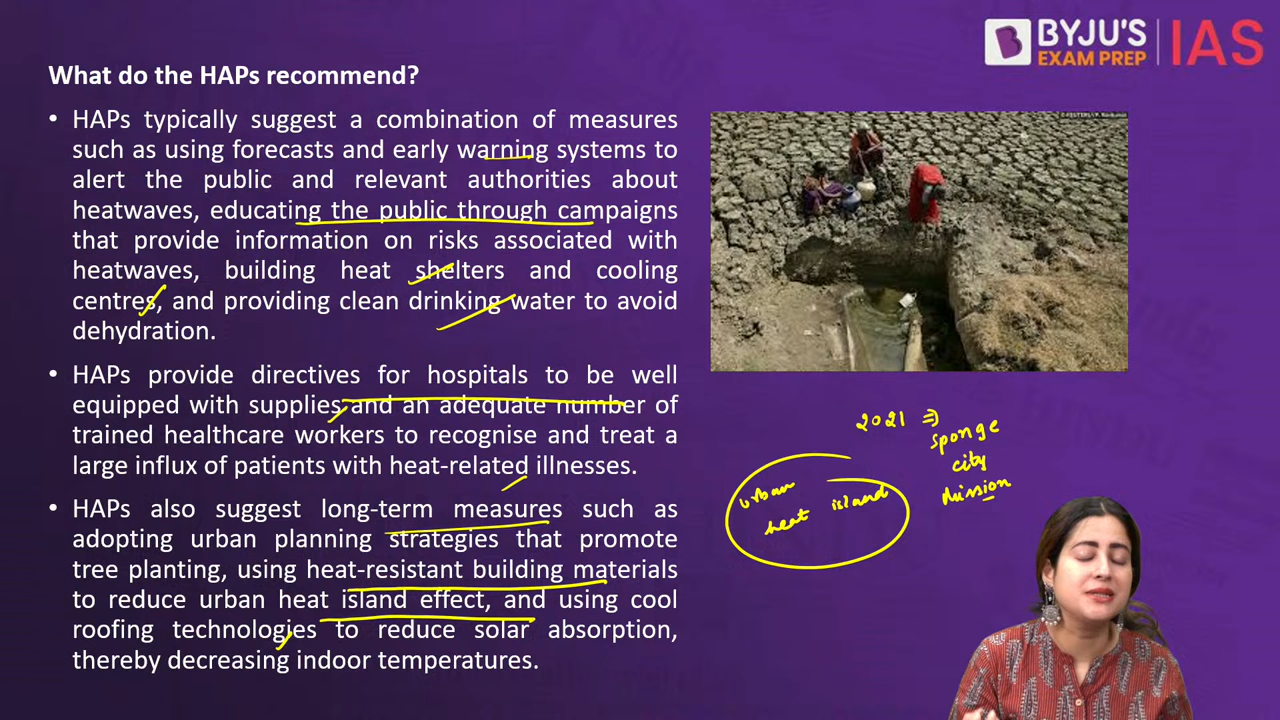 BYJU'S
EXAM PREP
IAS
What do the HAPs recommend?
• HAPs typically suggest a combination of measures
such as using forecasts and early warning systems to
alert the public and relevant authorities about
heatwaves, educating the public through campaigns
that provide information on risks associated with
heatwaves, building heat shelters and cooling
centres, and providing clean drinking water to avoid
dehydration.
• HAPs provide directives for hospitals to be well
equipped with supplies and an adequate number of
trained healthcare workers to recognise and treat a
large influx of patients with heat-related illnesses.
• HAPs also suggest long-term measures such as
adopting urban planning strategies that promote
tree planting, using heat-resistant building materials
to reduce urban heat island effect, and using cool
roofing technologies to reduce solar absorption,
thereby decreasing indoor temperatures.
2021 ⇒
sponge
city
mission
urban
heat island